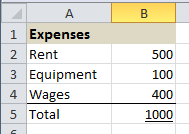 A B
1 Expenses
2 Rent 500
3 Equipment 100
4 Wages 400
5 Total 1000